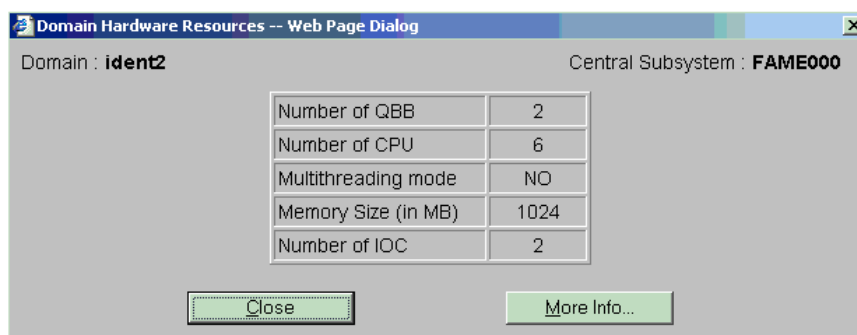 Domain Hardware Resources -- Web Page Dialog
Domain : ident2 Central Subsystem : FAME000
Number of QBB 2
Number of CPU 6
Multithreading mode NO
Memory Size (in MB) 1024
Number of IOC 2
Close More Info...